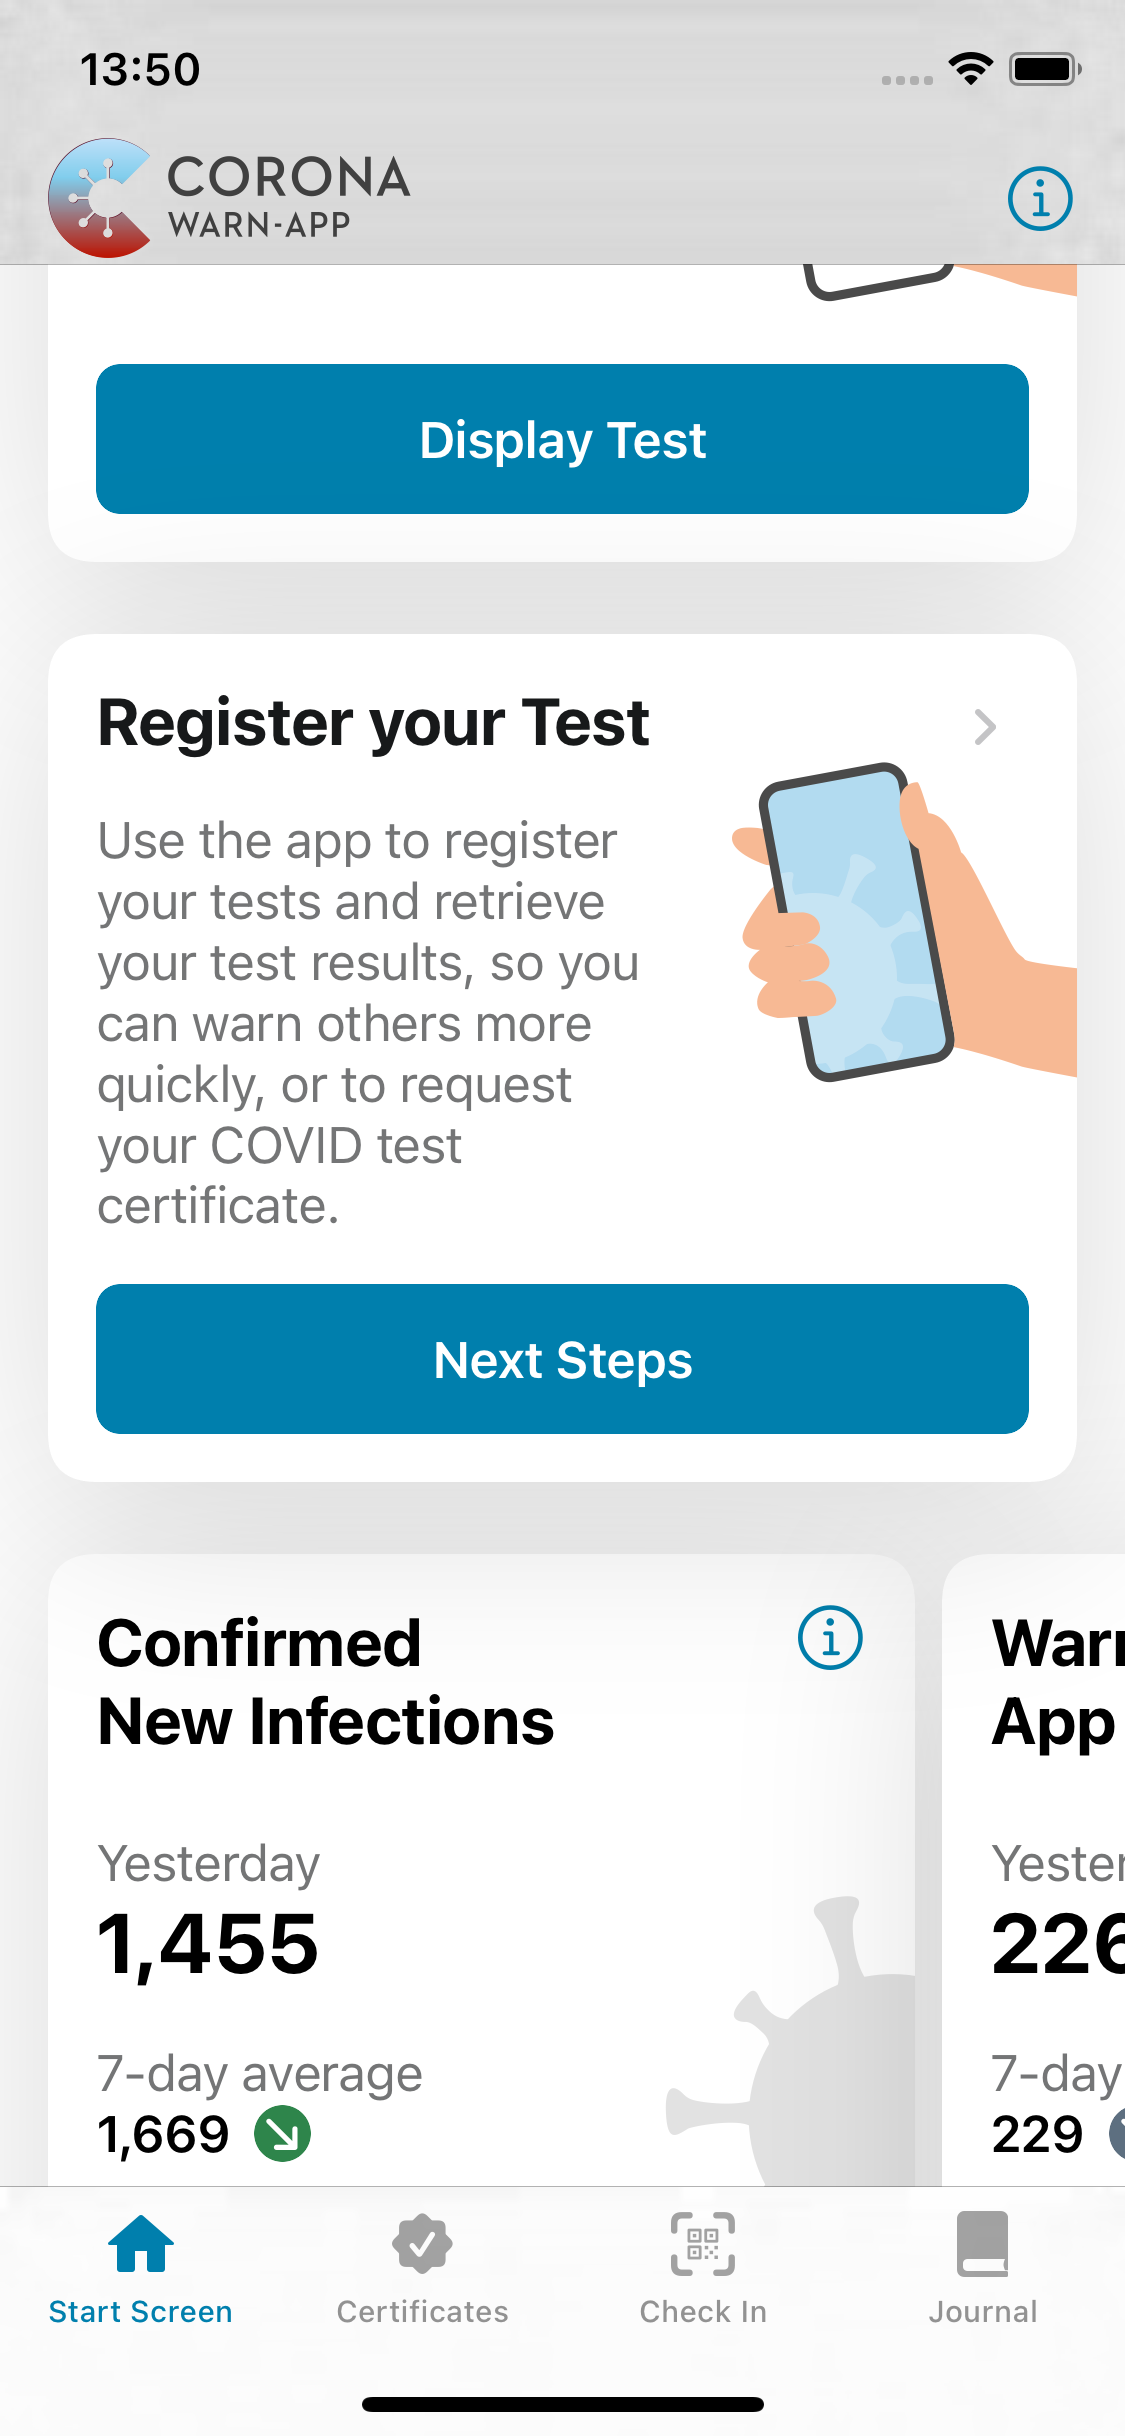 13:50
CORONA
WARN-APP
Display Test
Register your Test
Use the app to register
your tests and retrieve
your test results, so you
can warn others more
quickly, or to request
your COVID test
certificate.
Next Steps
Confirmed
New Infections
Yesterday
1,455
7-day average
1,669
App
226
7-day
229
Start Screen
Certificates
Check In
Journal